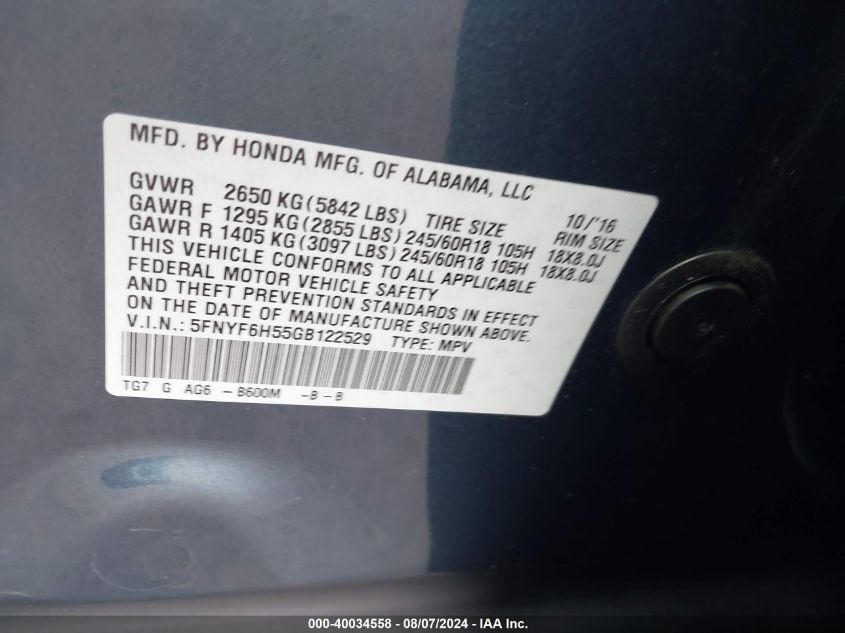 MFD. BY HONDA MFG. OF ALABAMA, LLC
GVWR 2650 KG (5842 LBS) TIRE SIZE 10/'16 RIM SIZE
GAWR F 1295 KG (2855 LBS) 245/60R18 105H 18X8.0J
GAWR R 1405 KG (3097 LBS) 245/60R18 105H 18X8.0J
THIS VEHICLE CONFORMS TO ALL APPLICABLE
FEDERAL MOTOR VEHICLE SAFETY
AND THEFT PREVENTION STANDARDS IN EFFECT
ON THE DATE OF MANUFACTURE SHOWN ABOVE.
V.I.N.: 5FNYF6H55GB122529 TYPE: MPV
TG7 G AG6 - B600M -B-B
000-40034558 - 08/07/2024 - IAA Inc.